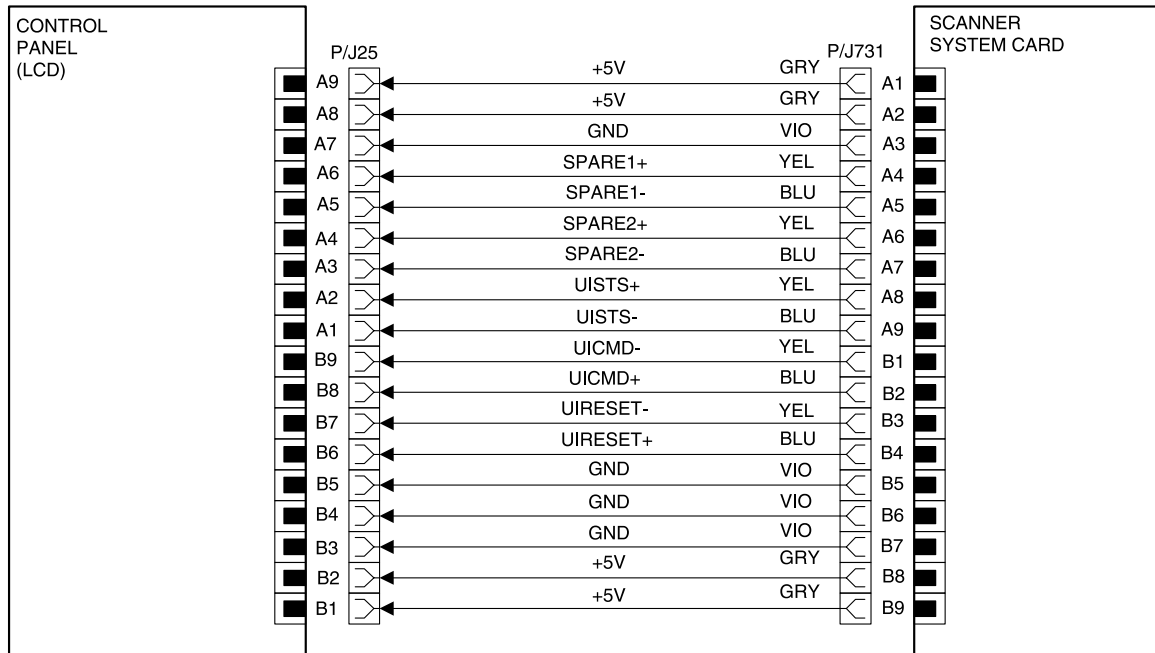 CONTROL
PANEL
(LCD)
SCANNER
SYSTEM CARD
P/J25
P/J731
A9 +5V GRY A1
A8 +5V GRY A2
A7 GND VIO A3
A6 SPARE1+ YEL A4
A5 SPARE1- BLU A5
A4 SPARE2+ YEL A6
A3 SPARE2- BLU A7
A2 UISTS+ YEL A8
A1 UISTS- BLU A9
B9 UICMD- YEL B1
B8 UICMD+ BLU B2
B7 UIRESET- YEL B3
B6 UIRESET+ BLU B4
B5 GND VIO B5
B4 GND VIO B6
B3 GND VIO B7
B2 +5V GRY B8
B1 +5V GRY B9